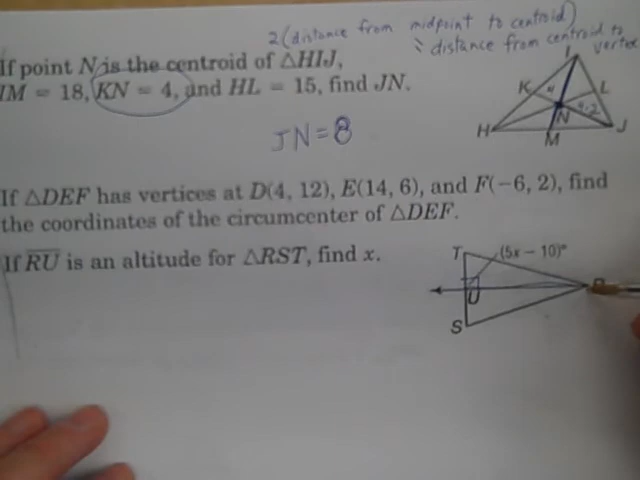 2 (distance from midpoint to centroid)
= distance from centroid to vertex
If point N is the centroid of △HIJ,
IM = 18, KN = 4, and HL = 15, find JN.
I
K
4
L
N
4·2
H
M
J
JN = 8
If △DEF has vertices at D(4, 12), E(14, 6), and F(−6, 2), find
the coordinates of the circumcenter of △DEF.
If RU is an altitude for △RST, find x.
T
(5x − 10)°
U
S